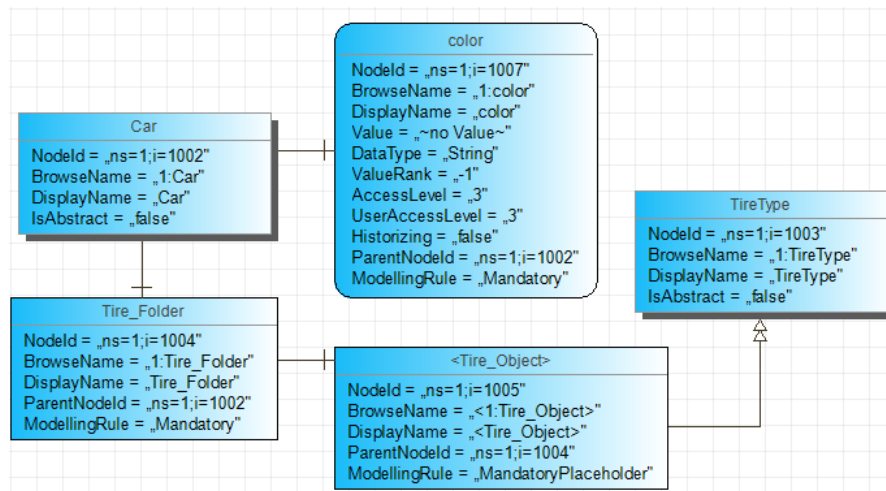 color
NodeId = „ns=1;i=1007"
BrowseName = „1:color"
DisplayName = „color"
Value = „~no Value~"
DataType = „String"
ValueRank = „-1"
AccessLevel = „3"
UserAccessLevel = „3"
Historizing = „false"
ParentNodeId = „ns=1;i=1002"
ModellingRule = „Mandatory"
Car
NodeId = „ns=1;i=1002"
BrowseName = „1:Car"
DisplayName = „Car"
IsAbstract = „false"
TireType
NodeId = „ns=1;i=1003"
BrowseName = „1:TireType"
DisplayName = „TireType"
IsAbstract = „false"
Tire_Folder
NodeId = „ns=1;i=1004"
BrowseName = „1:Tire_Folder"
DisplayName = „Tire_Folder"
ParentNodeId = „ns=1;i=1002"
ModellingRule = „Mandatory"
<Tire_Object>
NodeId = „ns=1;i=1005"
BrowseName = „<1:Tire_Object>"
DisplayName = „<Tire_Object>"
ParentNodeId = „ns=1;i=1004"
ModellingRule = „MandatoryPlaceholder"